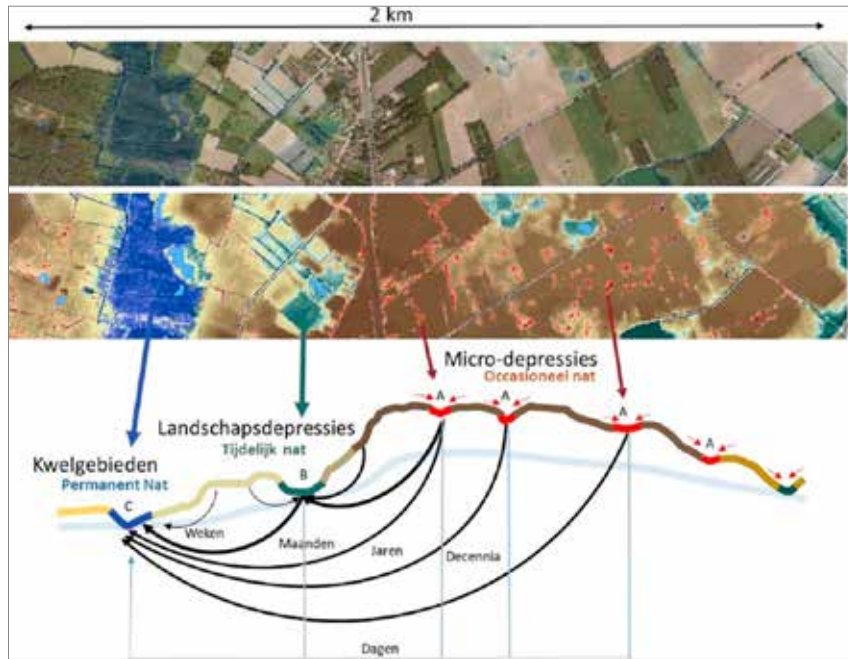 2 km
Micro-depressies
Occasioneel nat
A
A
A
A
Landschapsdepressies
Tijdelijk nat
B
Kwelgebieden
Permanent Nat
C
Weken
Maanden
Jaren
Decennia
Dagen